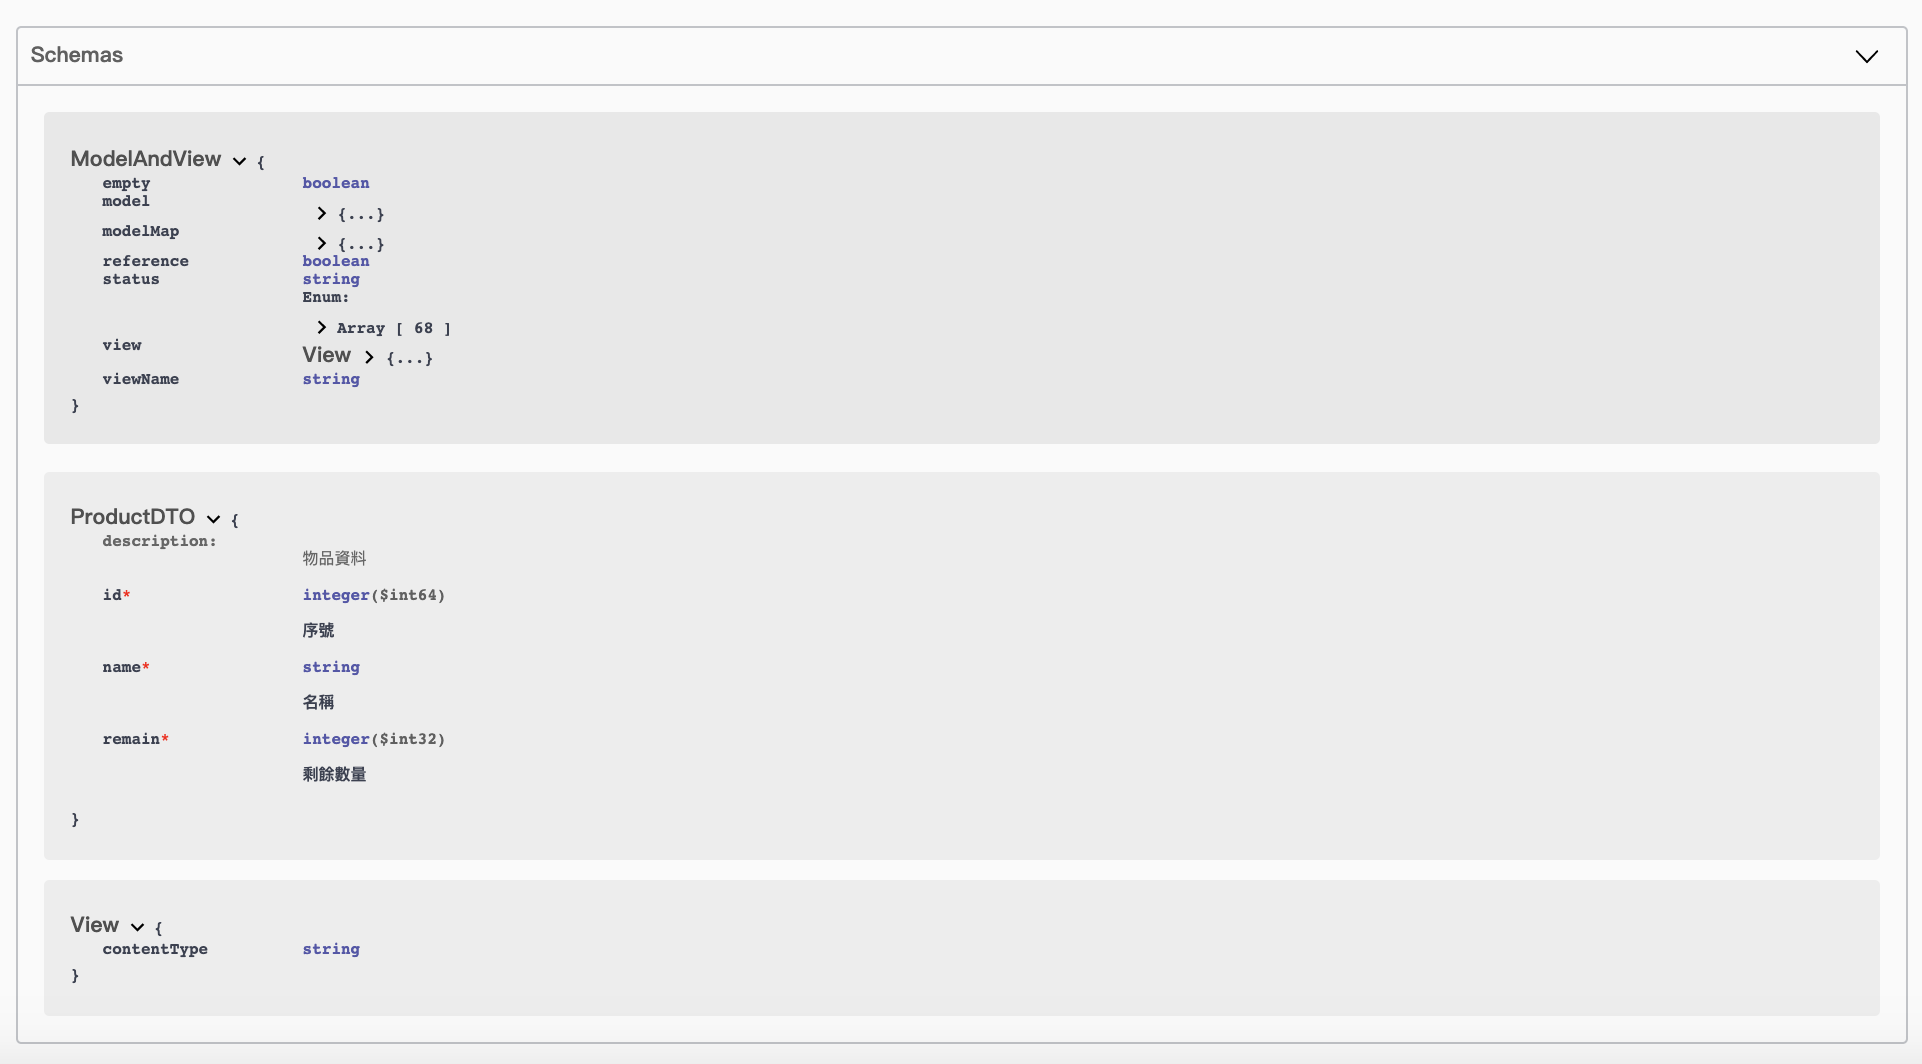 Schemas
ModelAndView {
empty boolean
model
{...}
modelMap
{...}
reference boolean
status string
Enum:
Array [ 68 ]
view View {...}
viewName string
}
ProductDTO {
description:
物品資料
id* integer($int64)
序號
name* string
名稱
remain* integer($int32)
剩餘數量
}
View {
contentType string
}